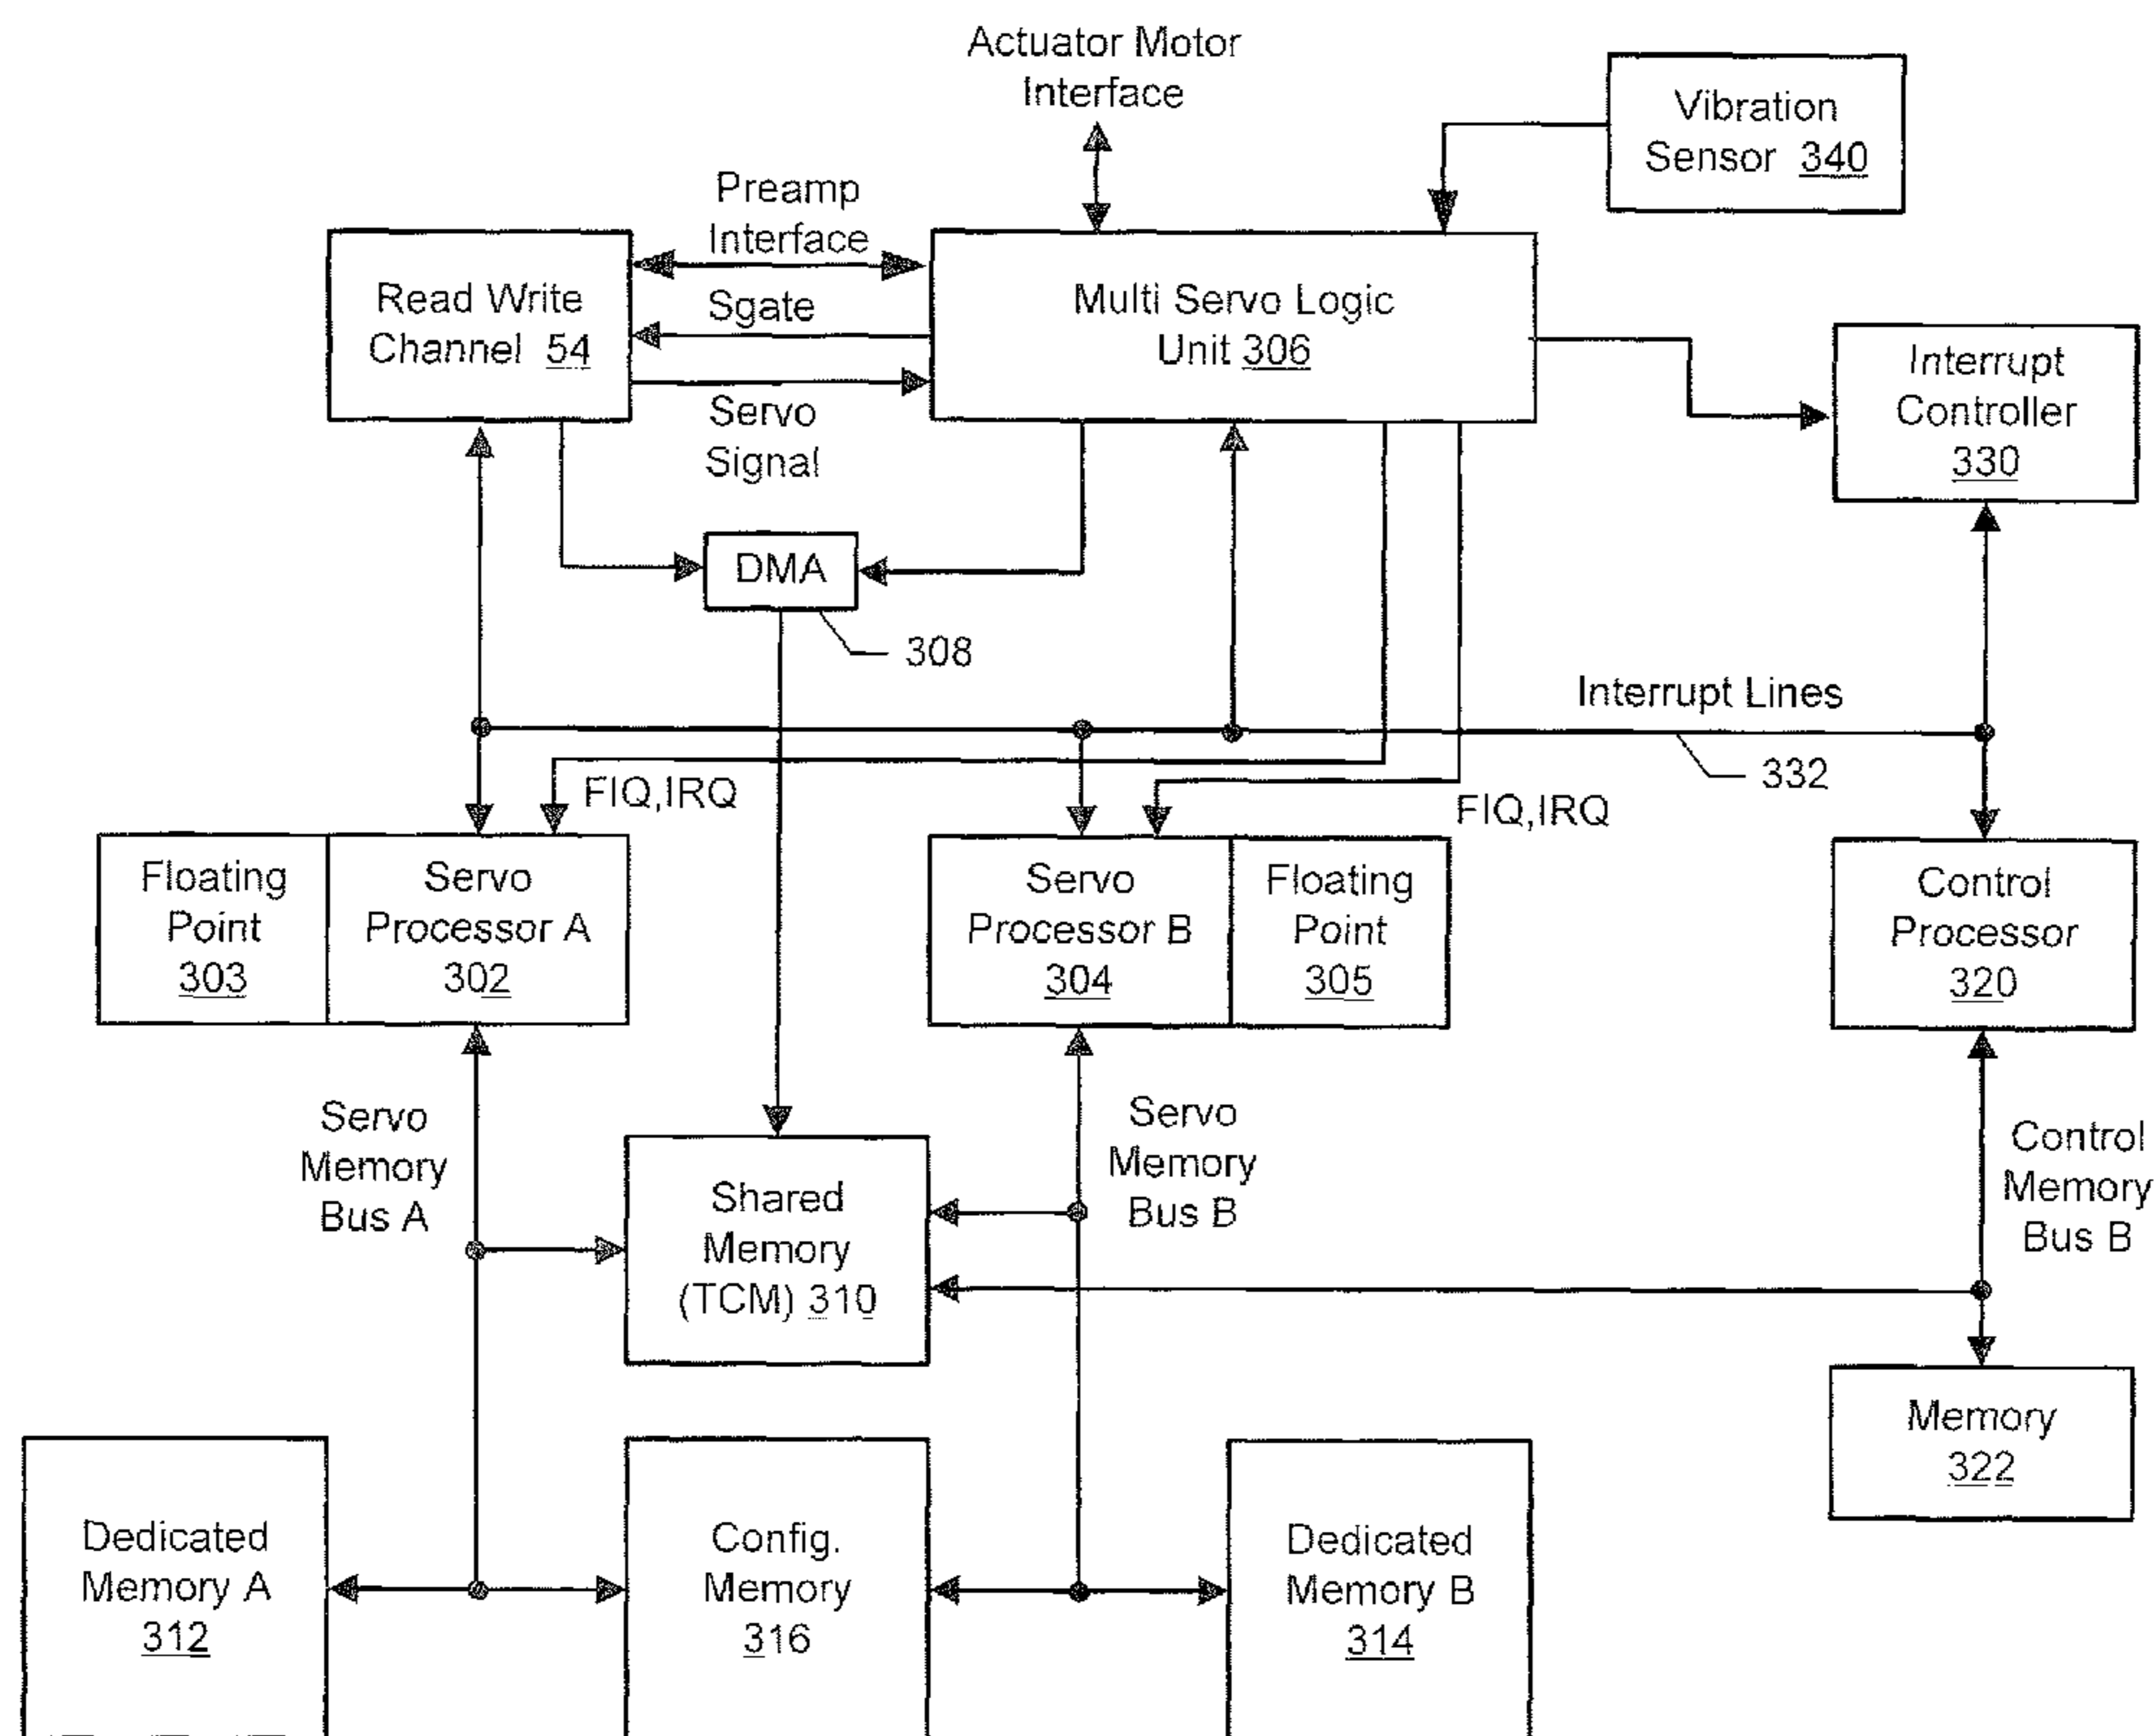 Actuator Motor
Interface
Vibration
Sensor 340
Preamp
Interface
Read Write
Channel 54
Sgate
Multi Servo Logic
Unit 306
Interrupt
Controller
330
Servo
Signal
DMA
308
Interrupt Lines
332
FIQ,IRQ
FIQ,IRQ
Floating
Point
303
Servo
Processor A
302
Servo
Processor B
304
Floating
Point
305
Control
Processor
320
Servo
Memory
Bus A
Shared
Memory
(TCM) 310
Servo
Memory
Bus B
Control
Memory
Bus B
Memory
322
Dedicated
Memory A
312
Config.
Memory
316
Dedicated
Memory B
314